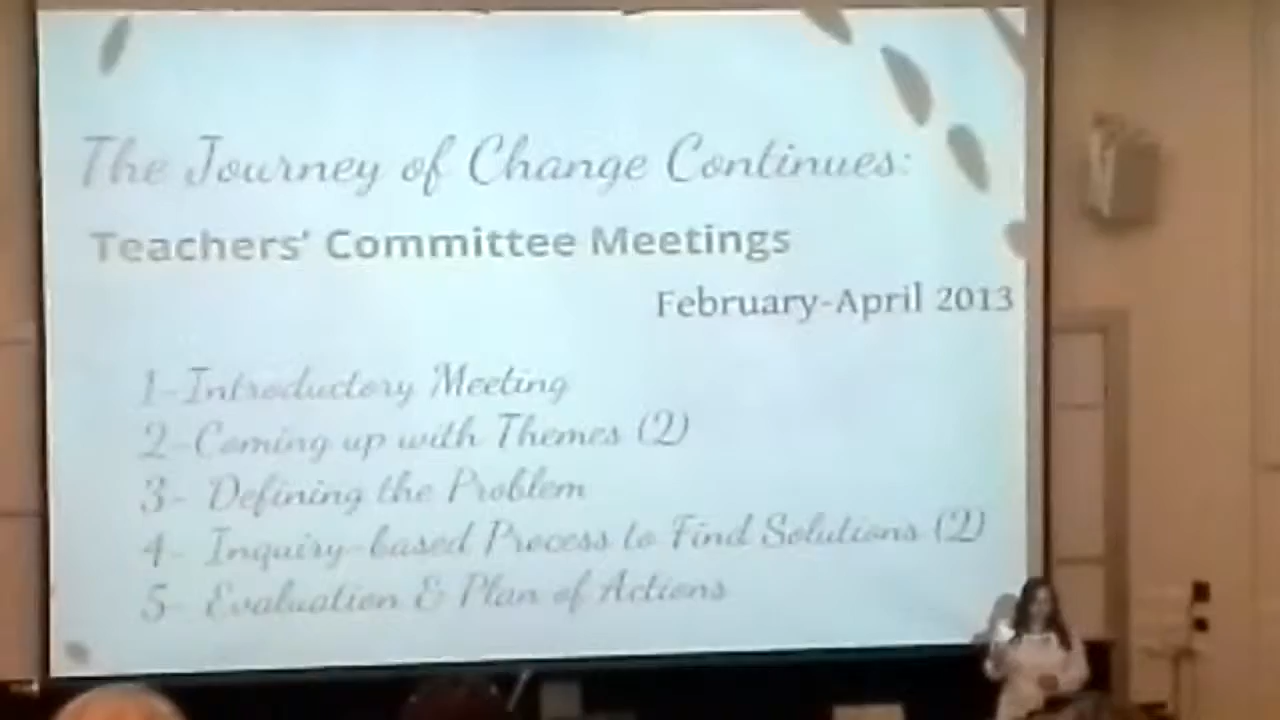 The Journey of Change Continues:
Teachers' Committee Meetings
February-April 2013
1-Introductory Meeting
2-Coming up with Themes (2)
3- Defining the Problem
4- Inquiry-based Process to Find Solutions (2)
5- Evaluation & Plan of Actions